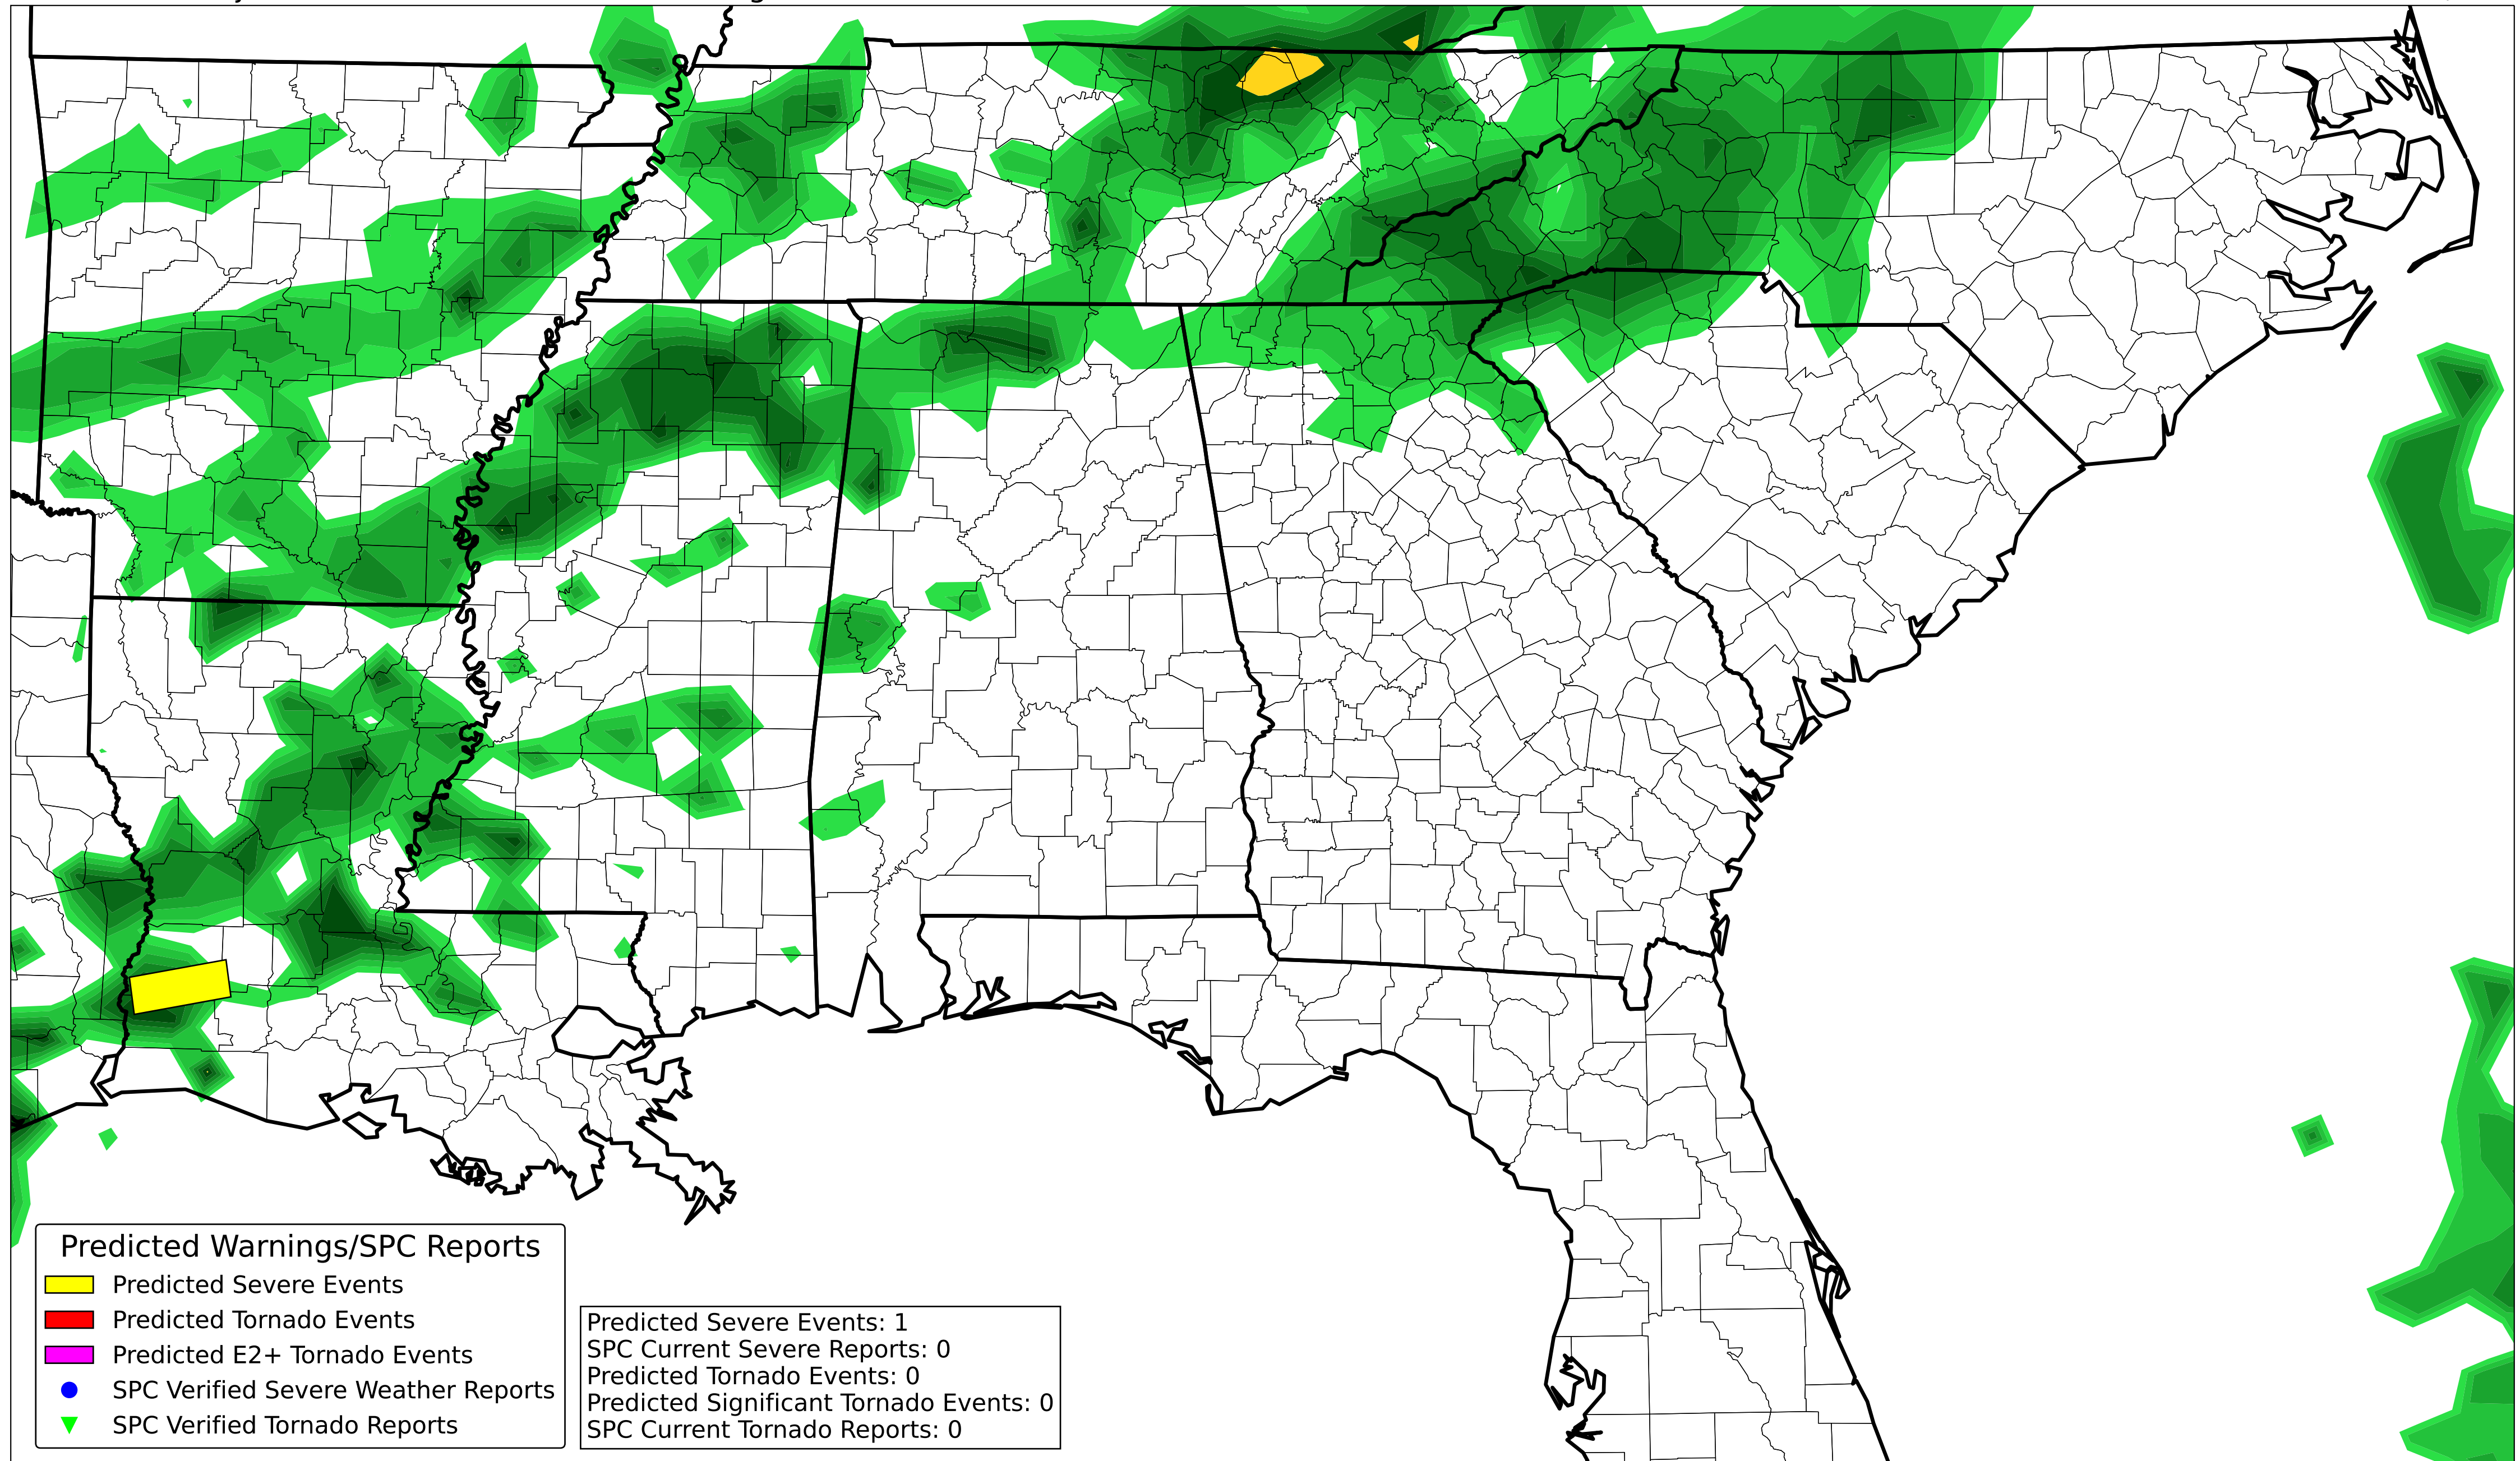 Predicted Warnings/SPC Reports
Predicted Severe Events
Predicted Tornado Events
Predicted E2+ Tornado Events
SPC Verified Severe Weather Reports
SPC Verified Tornado Reports
Predicted Severe Events: 1
SPC Current Severe Reports: 0
Predicted Tornado Events: 0
Predicted Significant Tornado Events: 0
SPC Current Tornado Reports: 0